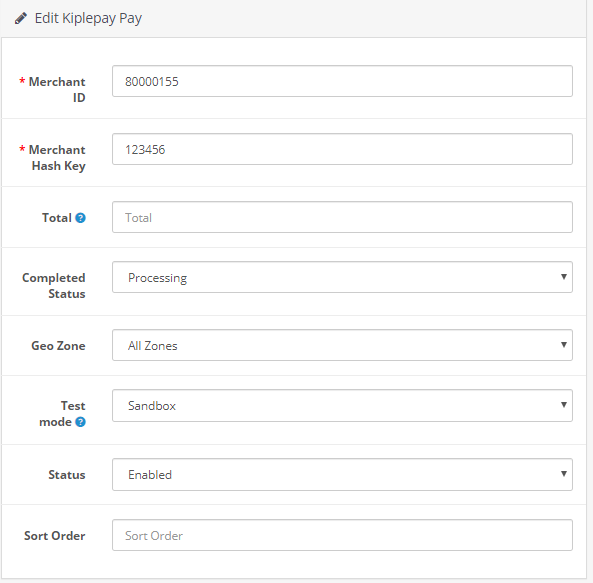 Edit Kiplepay Pay
* Merchant
ID
80000155
* Merchant
Hash Key
123456
Total ?
Total
Completed
Status
Processing
Geo Zone
All Zones
Test
mode ?
Sandbox
Status
Enabled
Sort Order
Sort Order